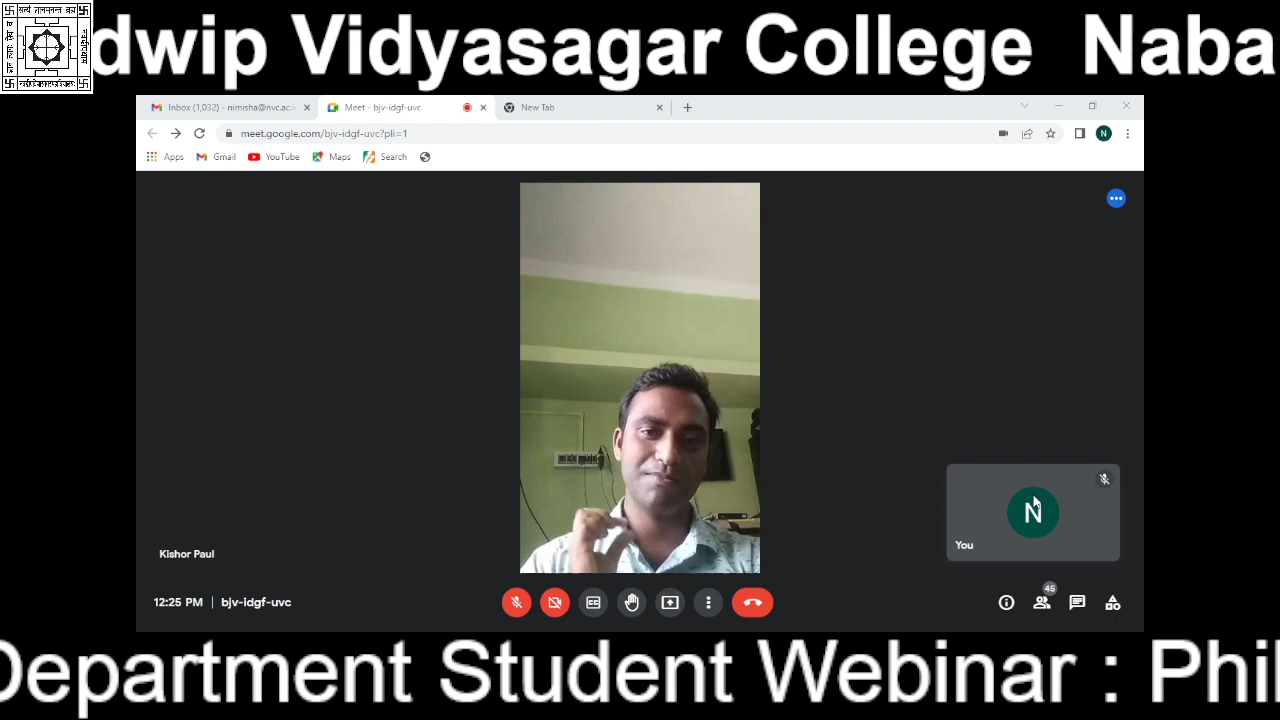 dwip Vidyasagar College Naba
Inbox (1,032) - nimisha@nvc.ac.i
Meet - bjv-idgf-uvc
New Tab
meet.google.com/bjv-idgf-uvc?pli=1
N
Apps
Gmail
YouTube
Maps
Search
N
You
Kishor Paul
12:25 PM | bjv-idgf-uvc
CC
45
Department Student Webinar : Phil